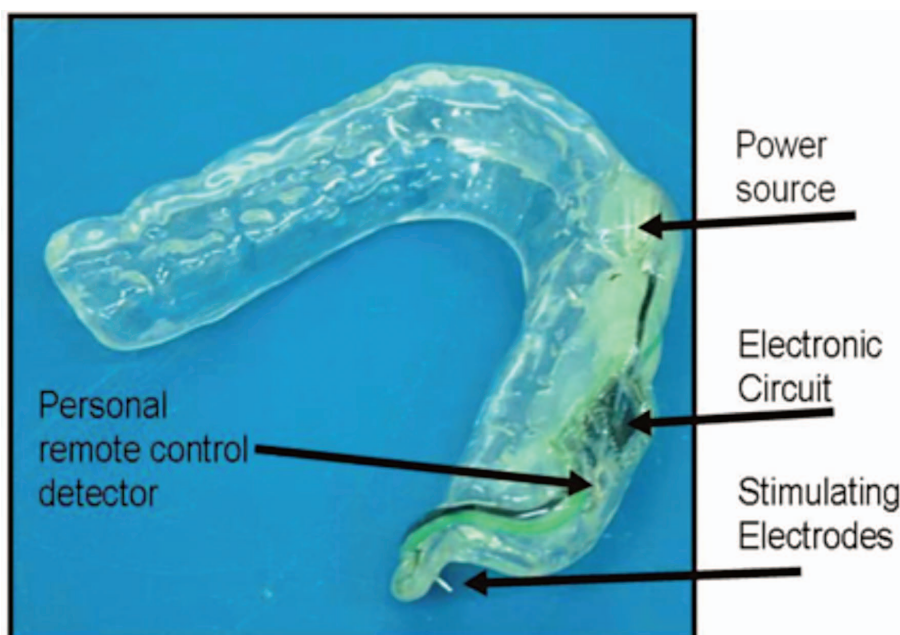 Power
source
Electronic
Circuit
Personal
remote control
detector
Stimulating
Electrodes